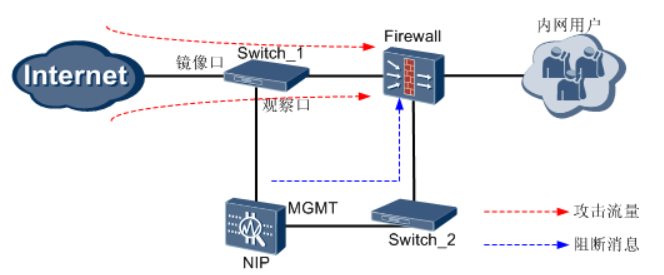 Firewall
内网用户
Switch_1
镜像口
Internet
观察口
MGMT
攻击流量
Switch_2
阻断消息
NIP